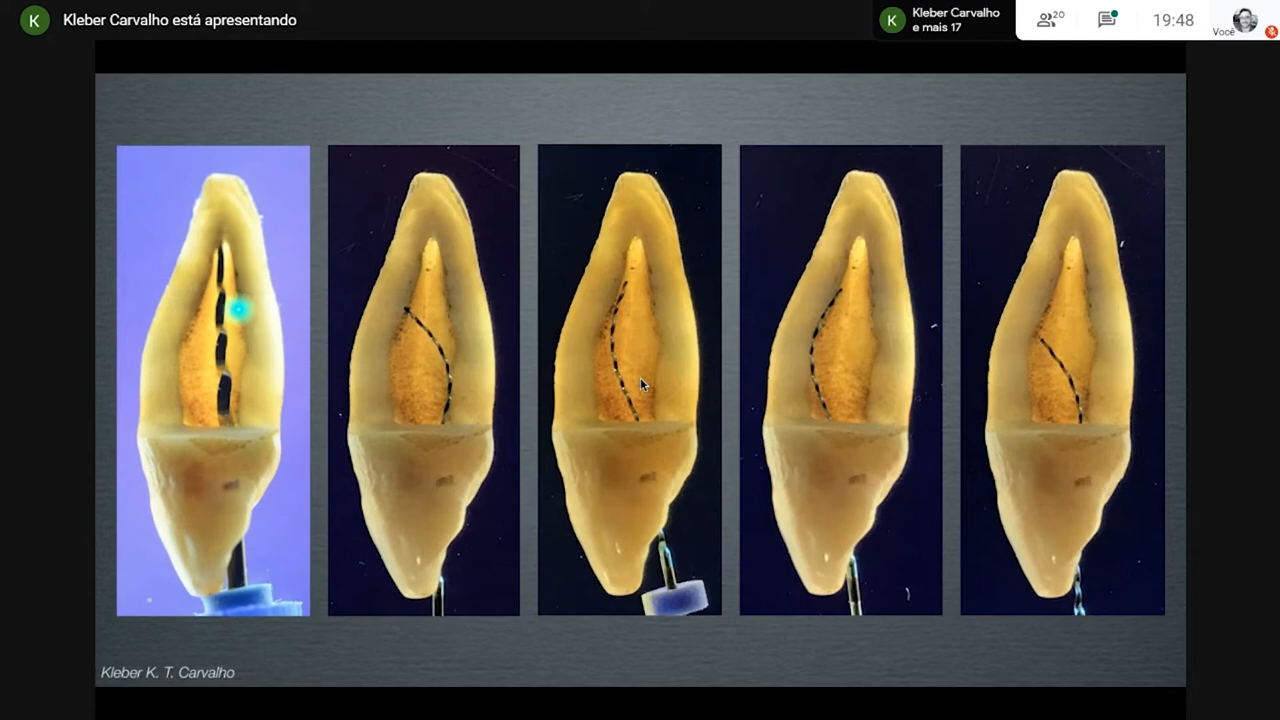 K
Kleber Carvalho está apresentando
K
Kleber Carvalho
e mais 17
20
19:48
Você
Kleber K. T. Carvalho